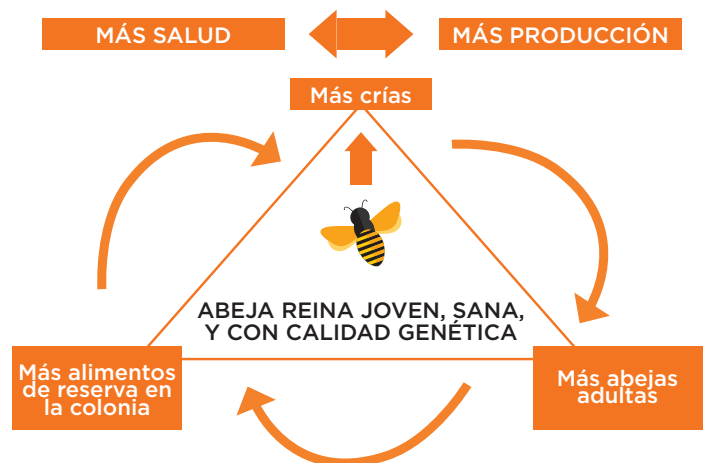 MÁS SALUD
MÁS PRODUCCIÓN
Más crías
ABEJA REINA JOVEN, SANA,
Y CON CALIDAD GENÉTICA
Más alimentos
de reserva en
la colonia
Más abejas
adultas